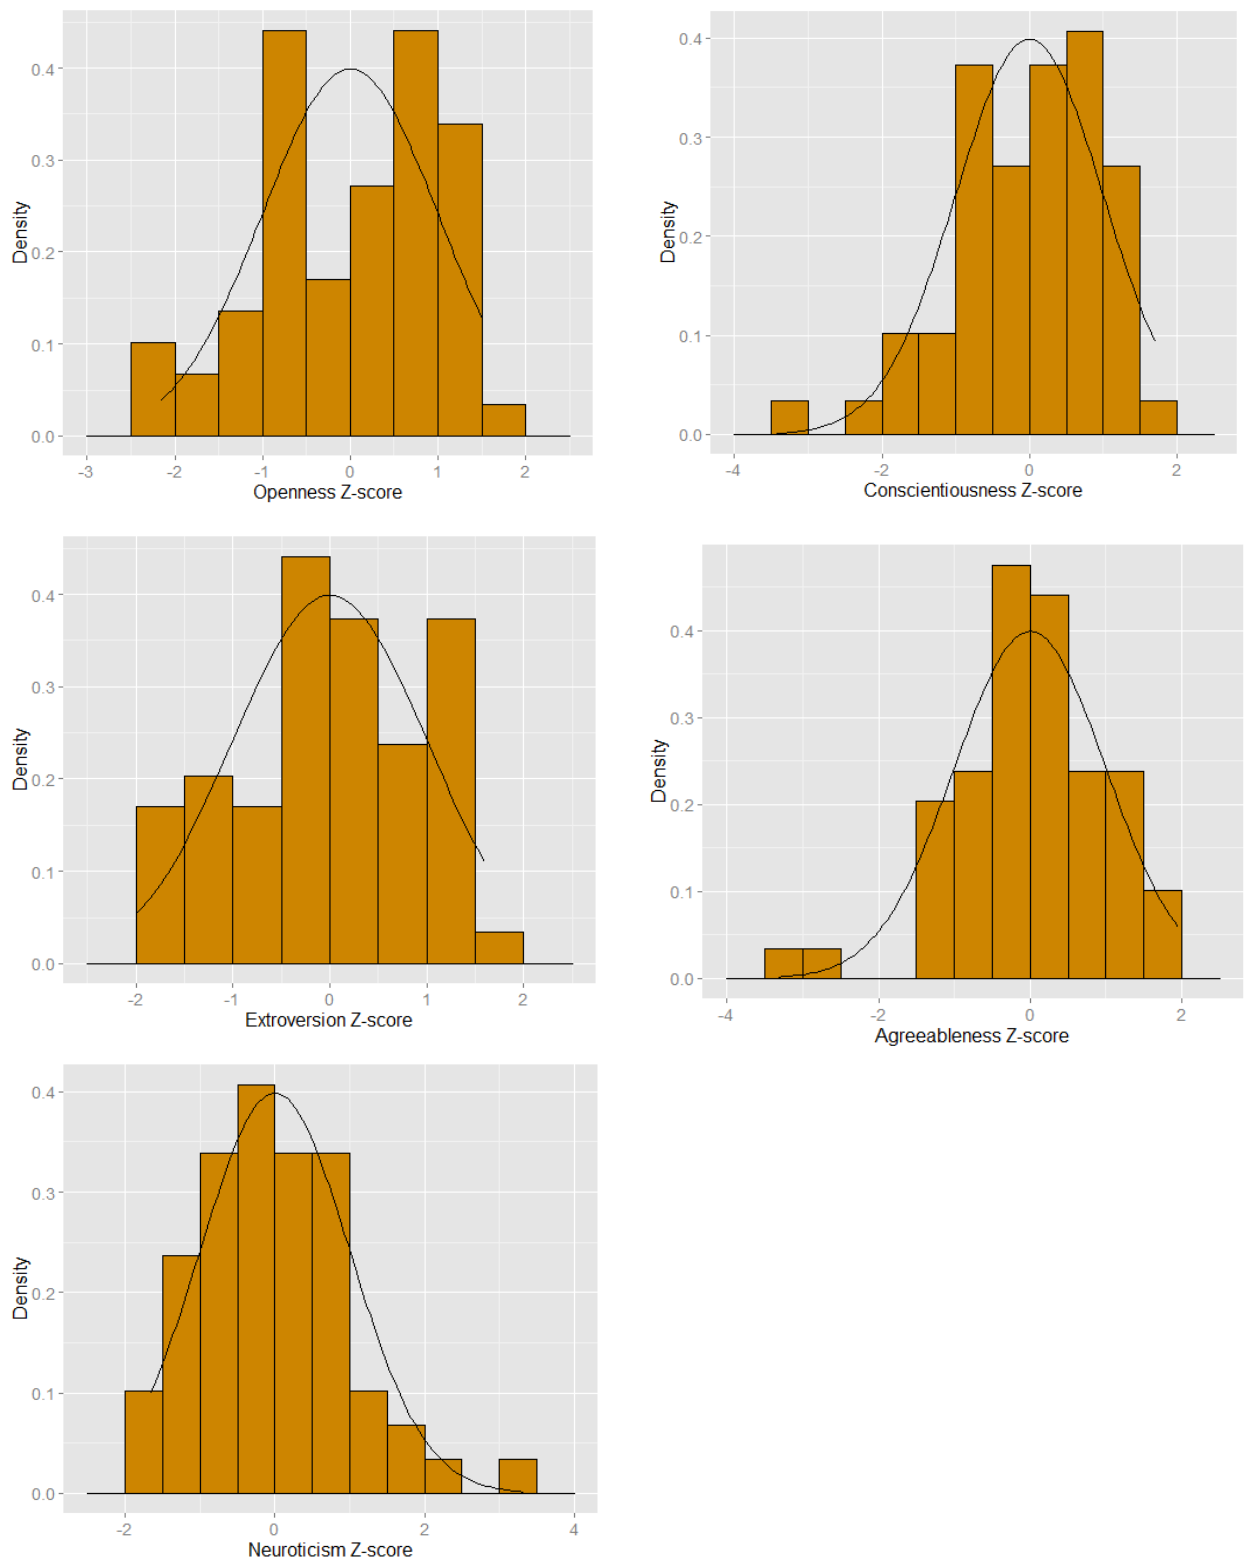 Density
0.4
0.3
0.2
0.1
0.0
-3 -2 -1 0 1 2
Openness Z-score
Density
0.4
0.3
0.2
0.1
0.0
-4 -2 0 2
Conscientiousness Z-score
Density
0.4
0.3
0.2
0.1
0.0
-2 -1 0 1 2
Extroversion Z-score
Density
0.4
0.3
0.2
0.1
0.0
-4 -2 0 2
Agreeableness Z-score
Density
0.4
0.3
0.2
0.1
0.0
-2 0 2 4
Neuroticism Z-score